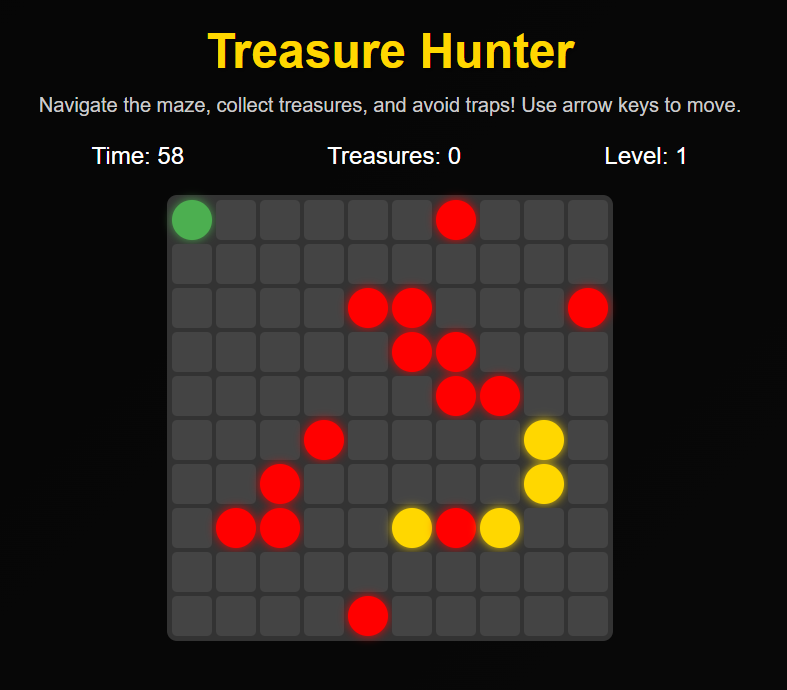 Treasure Hunter
Navigate the maze, collect treasures, and avoid traps! Use arrow keys to move.
Time: 58 Treasures: 0 Level: 1